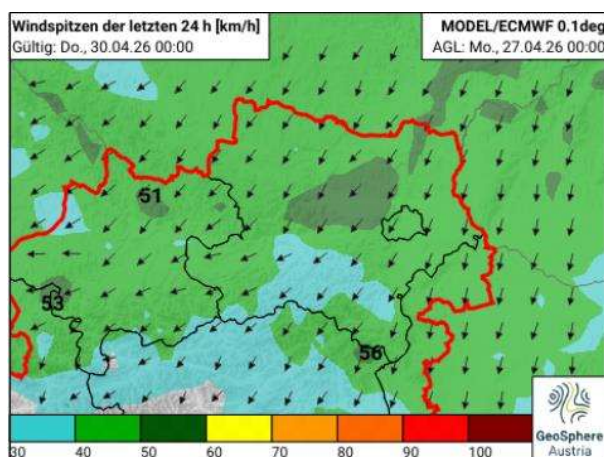 Windspitzen der letzten 24 h [km/h]
Gültig: Do., 30.04.26 00:00
MODEL/ECMWF 0.1deg
AGL: Mo., 27.04.26 00:00
51
53
56
30 40 50 60 70 80 90 100
GeoSphere
Austria